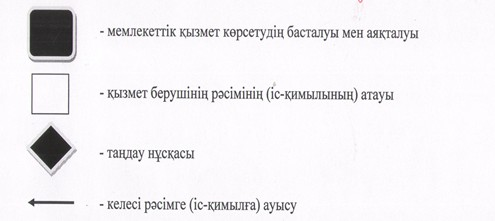 - мемлекеттік қызмет көрсетудің басталуы мен аяқталуы
- қызмет берушінің рәсімінің (іс-қимылының) атауы
- таңдау нұсқасы
- келесі рәсімге (іс-қимылға) ауысу